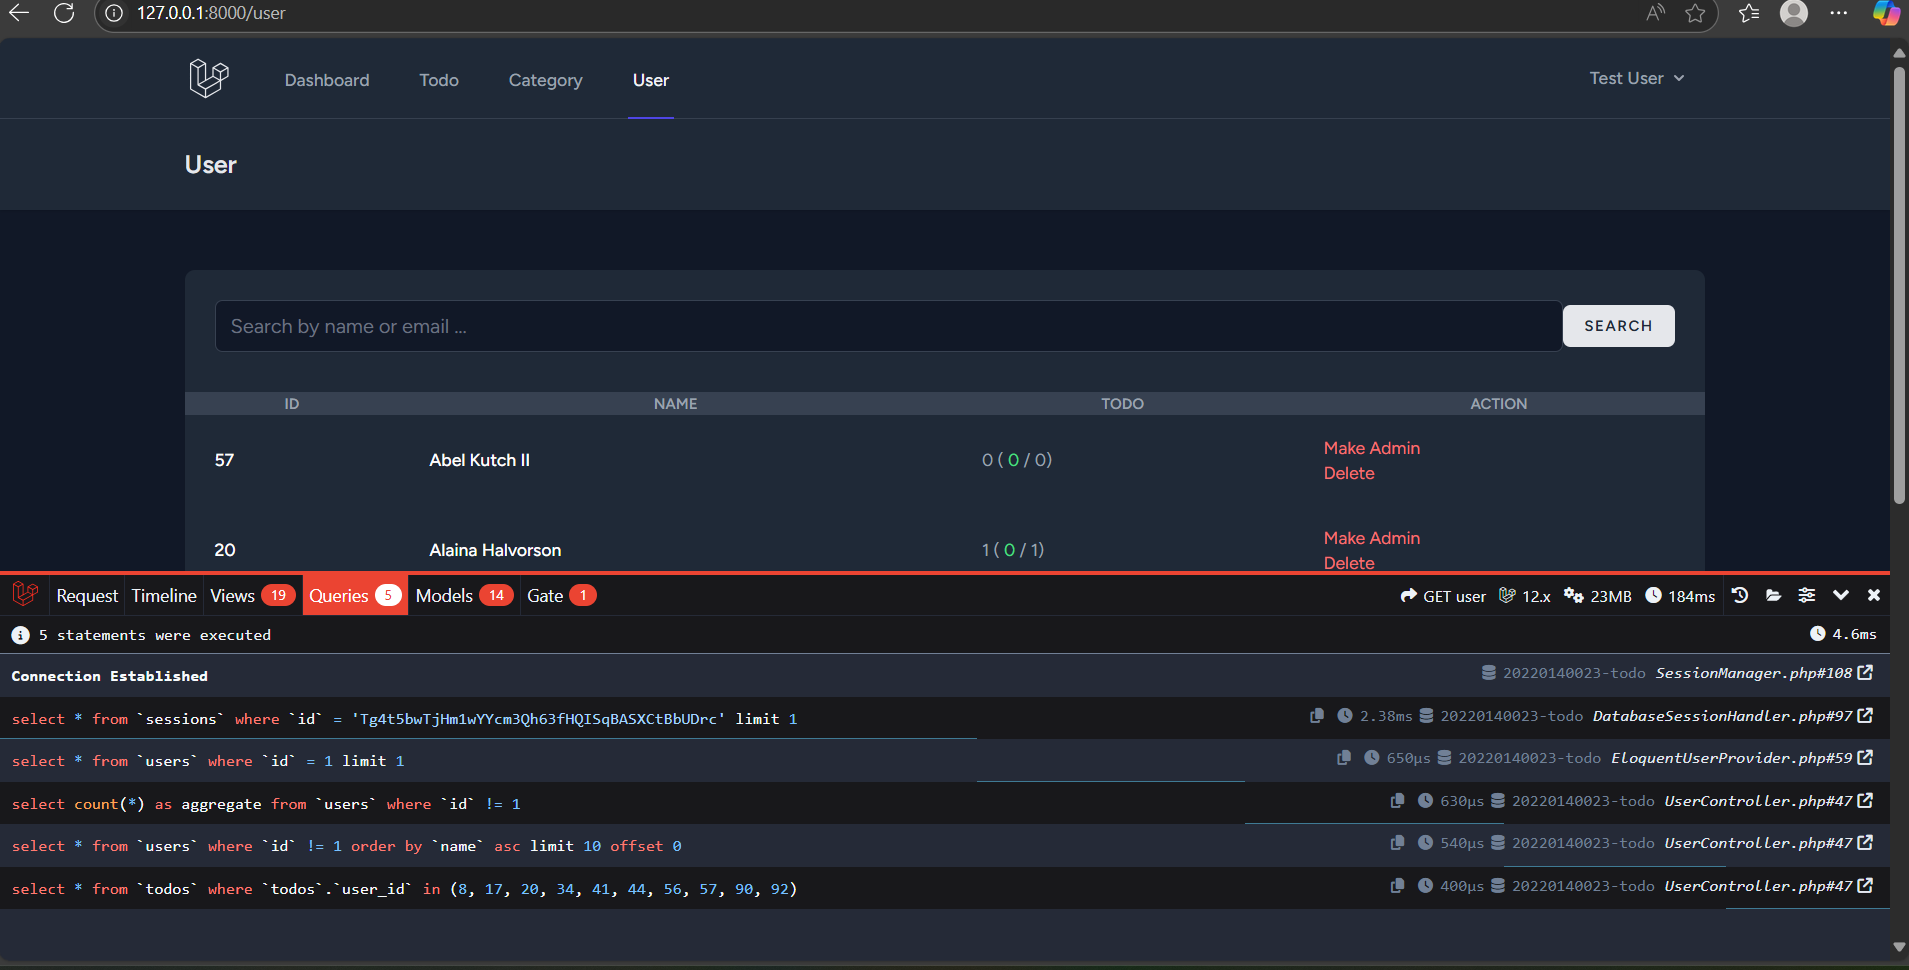 127.0.0.1:8000/user
Dashboard Todo Category User Test User
User
Search by name or email ... SEARCH
ID NAME TODO ACTION
57 Abel Kutch II 0 ( 0 / 0) Make Admin
Delete
20 Alaina Halvorson 1 ( 0 / 1) Make Admin
Delete
Request Timeline Views 19 Queries 5 Models 14 Gate 1 GET user 12.x 23MB 184ms
5 statements were executed 4.6ms
Connection Established 20220140023-todo SessionManager.php#108
select * from `sessions` where `id` = 'Tg4t5bwTjHm1wYYcm3Qh63fHQISqBASXCtBbUDrc' limit 1 2.38ms 20220140023-todo DatabaseSessionHandler.php#97
select * from `users` where `id` = 1 limit 1 650μs 20220140023-todo EloquentUserProvider.php#59
select count(*) as aggregate from `users` where `id` != 1 630μs 20220140023-todo UserController.php#47
select * from `users` where `id` != 1 order by `name` asc limit 10 offset 0 540μs 20220140023-todo UserController.php#47
select * from `todos` where `todos`.`user_id` in (8, 17, 20, 34, 41, 44, 56, 57, 90, 92) 400μs 20220140023-todo UserController.php#47